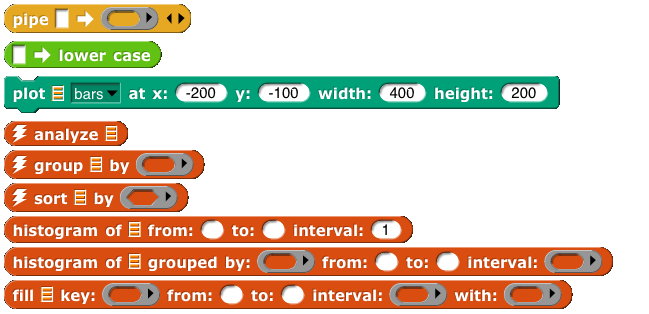 pipe
lower case
plot bars at x: -200 y: -100 width: 400 height: 200
analyze
group by
sort by
histogram of from: to: interval: 1
histogram of grouped by: from: to: interval:
fill key: from: to: interval: with: